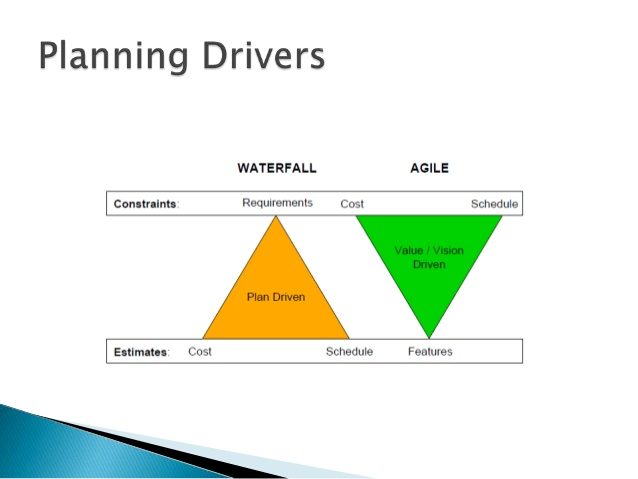 Planning Drivers
WATERFALL AGILE
Constraints: Requirements Cost Schedule
Value / Vision
Driven
Plan Driven
Estimates: Cost Schedule Features